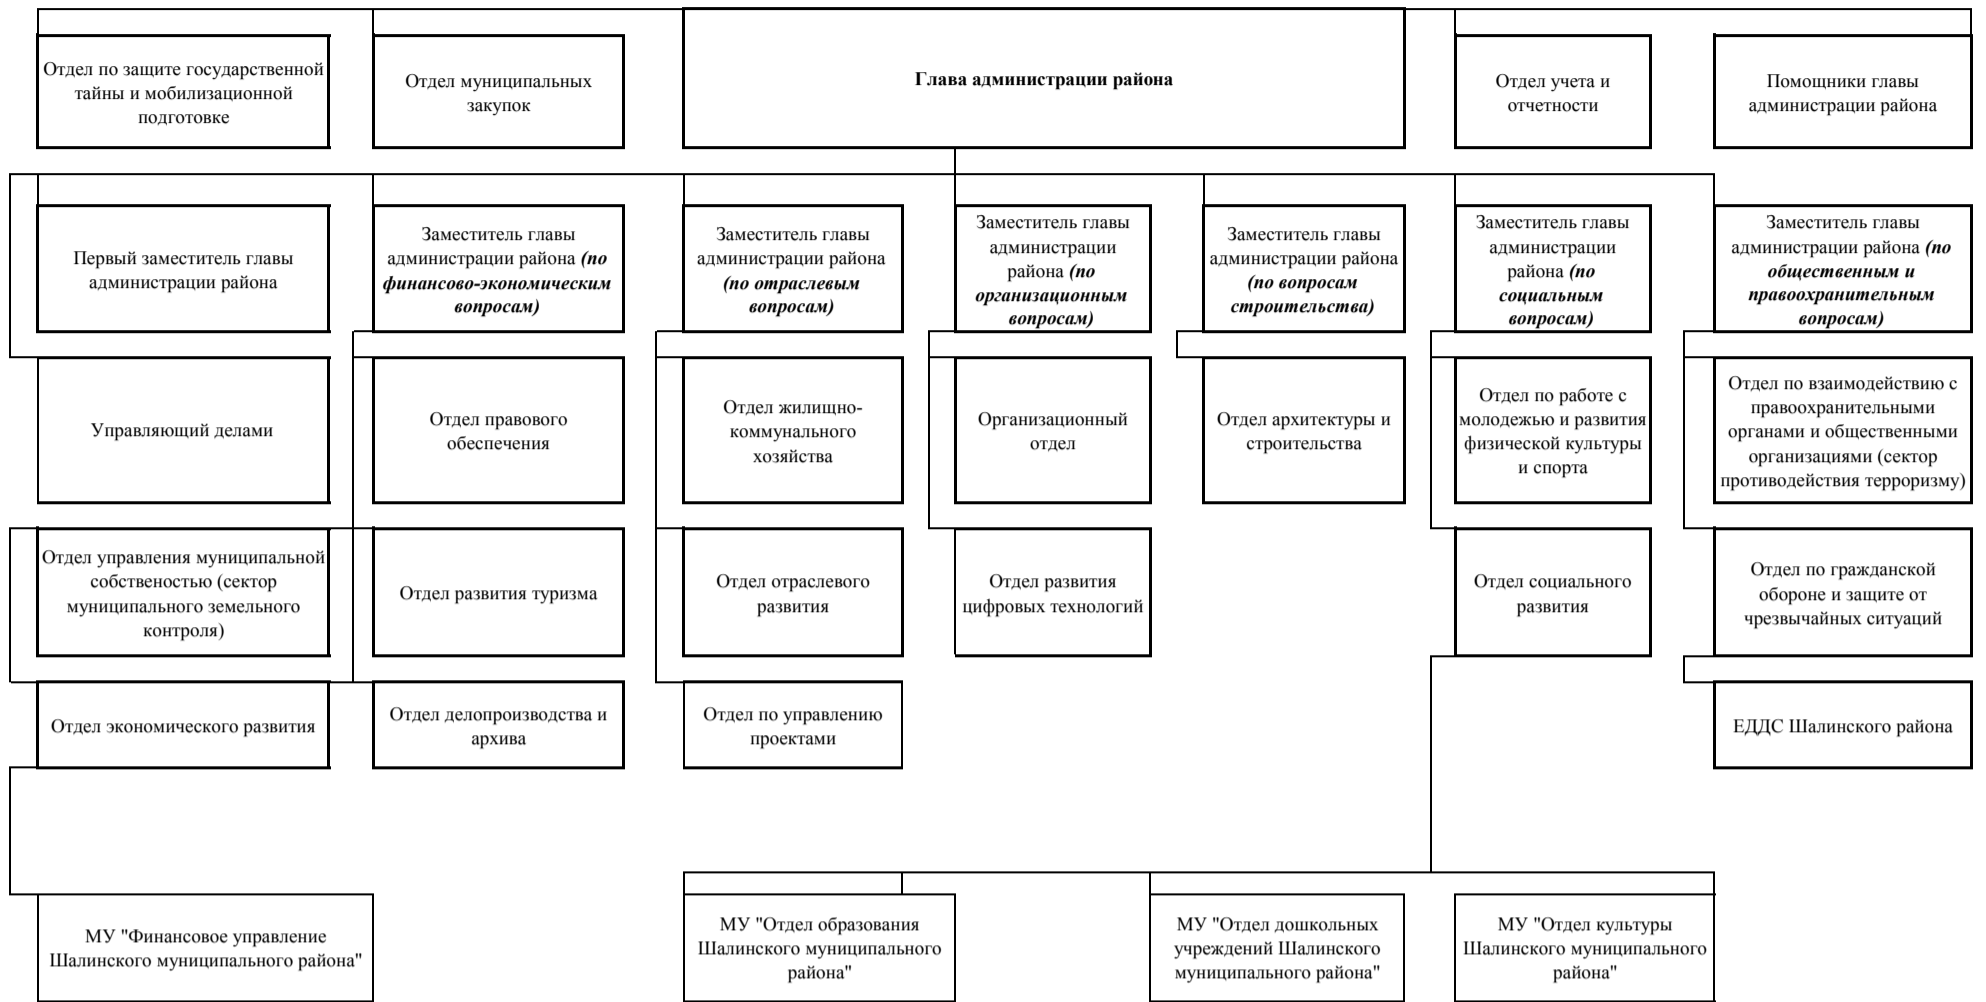 Отдел по защите государственной
тайны и мобилизационной
подготовке
Отдел муниципальных
закупок
Глава администрации района
Отдел учета и
отчетности
Помощники главы
администрации района
Первый заместитель главы
администрации района
Заместитель главы
администрации района (по
финансово-экономическим
вопросам)
Заместитель главы
администрации района
(по отраслевым
вопросам)
Заместитель главы
администрации
района (по
организационным
вопросам)
Заместитель главы
администрации района
(по вопросам
строительства)
Заместитель главы
администрации
района (по
социальным
вопросам)
Заместитель главы
администрации района (по
общественным и
правоохранительным
вопросам)
Управляющий делами
Отдел правового
обеспечения
Отдел жилищно-
коммунального
хозяйства
Организационный
отдел
Отдел архитектуры и
строительства
Отдел по работе с
молодежью и развития
физической культуры
и спорта
Отдел по взаимодействию с
правоохранительными
органами и общественными
организациями (сектор
противодействия терроризму)
Отдел управления муниципальной
собственостью (сектор
муниципального земельного
контроля)
Отдел развития туризма
Отдел отраслевого
развития
Отдел развития
цифровых технологий
Отдел социального
развития
Отдел по гражданской
обороне и защите от
чрезвычайных ситуаций
Отдел экономического развития
Отдел делопроизводства и
архива
Отдел по управлению
проектами
ЕДДС Шалинского района
МУ "Финансовое управление
Шалинского муниципального района"
МУ "Отдел образования
Шалинского муниципального
района"
МУ "Отдел дошкольных
учреждений Шалинского
муниципального района"
МУ "Отдел культуры
Шалинского муниципального
района"